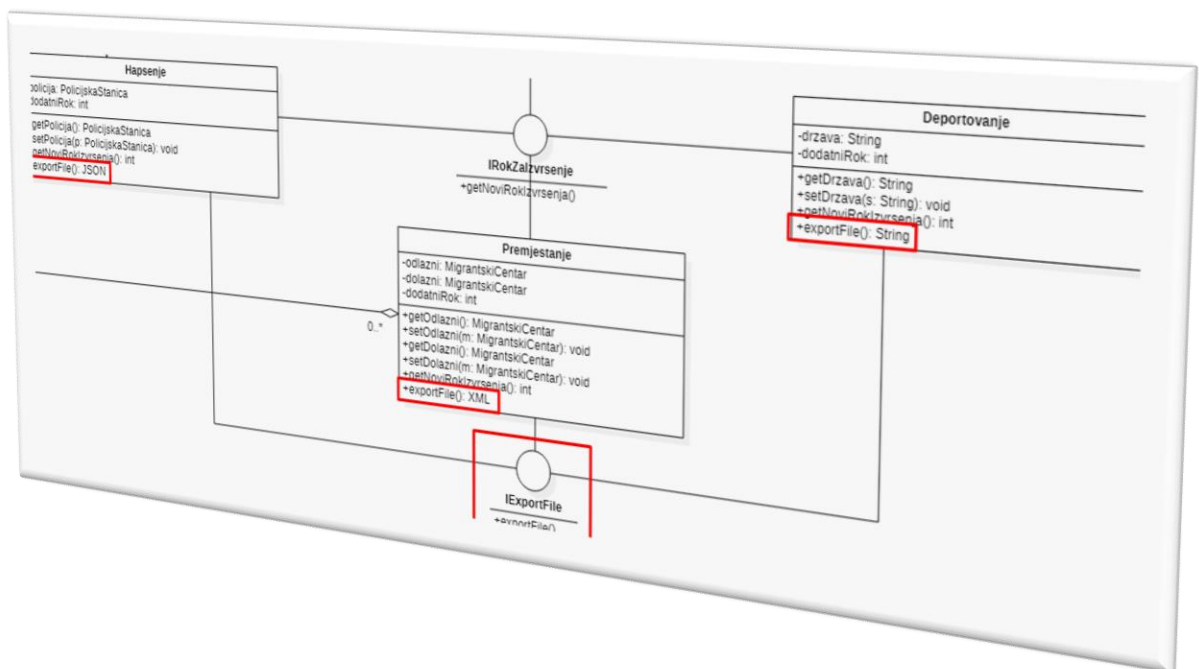 Hapsenje
policija: PolicijskaStanica
dodatniRok: int
getPolicija(): PolicijskaStanica
setPolicija(p: PolicijskaStanica): void
getNoviRokIzvrsenja(): int
exportFile(): JSON
IRokZaIzvrsenje
+getNoviRokIzvrsenja()
Deportovanje
-drzava: String
-dodatniRok: int
+getDrzava(): String
+setDrzava(s: String): void
+getNoviRokIzvrsenja(): int
+exportFile(): String
Premjestanje
-odlazni: MigrantskiCentar
-dolazni: MigrantskiCentar
-dodatniRok: int
+getOdlazni(): MigrantskiCentar
+setOdlazni(m: MigrantskiCentar): void
+getDolazni(): MigrantskiCentar
+setDolazni(m: MigrantskiCentar): void
+getNoviRokIzvrsenja(): int
+exportFile(): XML
0..*
IExportFile
+exportFile()